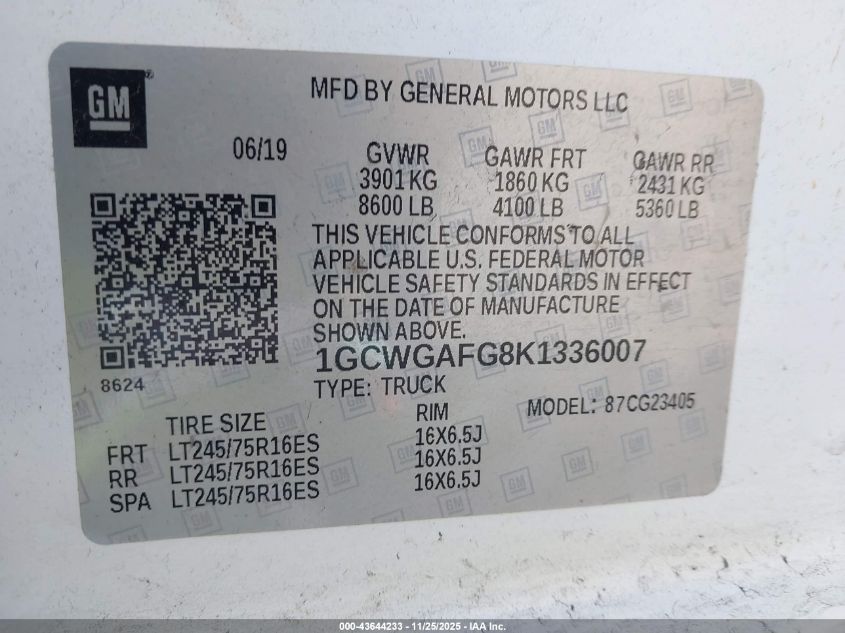 GM
MFD BY GENERAL MOTORS LLC
06/19
GVWR GAWR FRT GAWR RR
3901 KG 1860 KG 2431 KG
8600 LB 4100 LB 5360 LB
THIS VEHICLE CONFORMS TO ALL
APPLICABLE U.S. FEDERAL MOTOR
VEHICLE SAFETY STANDARDS IN EFFECT
ON THE DATE OF MANUFACTURE
SHOWN ABOVE.
1GCWGAFG8K1336007
8624
TYPE: TRUCK
MODEL: 87CG23405
TIRE SIZE RIM
FRT LT245/75R16ES 16X6.5J
RR LT245/75R16ES 16X6.5J
SPA LT245/75R16ES 16X6.5J
000-43644233 - 11/25/2025 - IAA Inc.